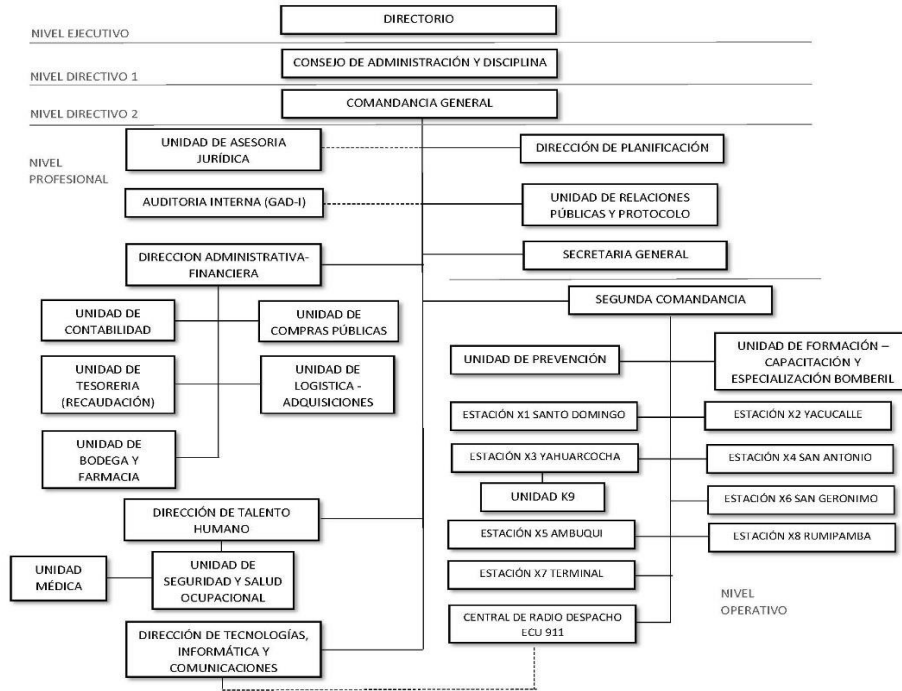 DIRECTORIO
NIVEL EJECUTIVO
CONSEJO DE ADMINISTRACIÓN Y DISCIPLINA
NIVEL DIRECTIVO 1
COMANDANCIA GENERAL
NIVEL DIRECTIVO 2
NIVEL
PROFESIONAL
UNIDAD DE ASESORIA
JURÍDICA
DIRECCIÓN DE PLANIFICACIÓN
AUDITORIA INTERNA (GAD-I)
UNIDAD DE RELACIONES
PÚBLICAS Y PROTOCOLO
DIRECCION ADMINISTRATIVA-
FINANCIERA
SECRETARIA GENERAL
SEGUNDA COMANDANCIA
UNIDAD DE
CONTABILIDAD
UNIDAD DE
COMPRAS PÚBLICAS
UNIDAD DE PREVENCIÓN
UNIDAD DE FORMACIÓN –
CAPACITACIÓN Y
ESPECIALIZACIÓN BOMBERIL
UNIDAD DE
TESORERIA
(RECAUDACIÓN)
UNIDAD DE
LOGISTICA -
ADQUISICIONES
ESTACIÓN X1 SANTO DOMINGO
ESTACIÓN X2 YACUCALLE
UNIDAD DE
BODEGA Y
FARMACIA
ESTACIÓN X3 YAHUARCOCHA
ESTACIÓN X4 SAN ANTONIO
UNIDAD K9
ESTACIÓN X6 SAN GERONIMO
DIRECCIÓN DE TALENTO
HUMANO
ESTACIÓN X5 AMBUQUI
ESTACIÓN X8 RUMIPAMBA
UNIDAD
MÉDICA
UNIDAD DE
SEGURIDAD Y SALUD
OCUPACIONAL
ESTACIÓN X7 TERMINAL
NIVEL
OPERATIVO
CENTRAL DE RADIO DESPACHO
ECU 911
DIRECCIÓN DE TECNOLOGÍAS,
INFORMÁTICA Y
COMUNICACIONES